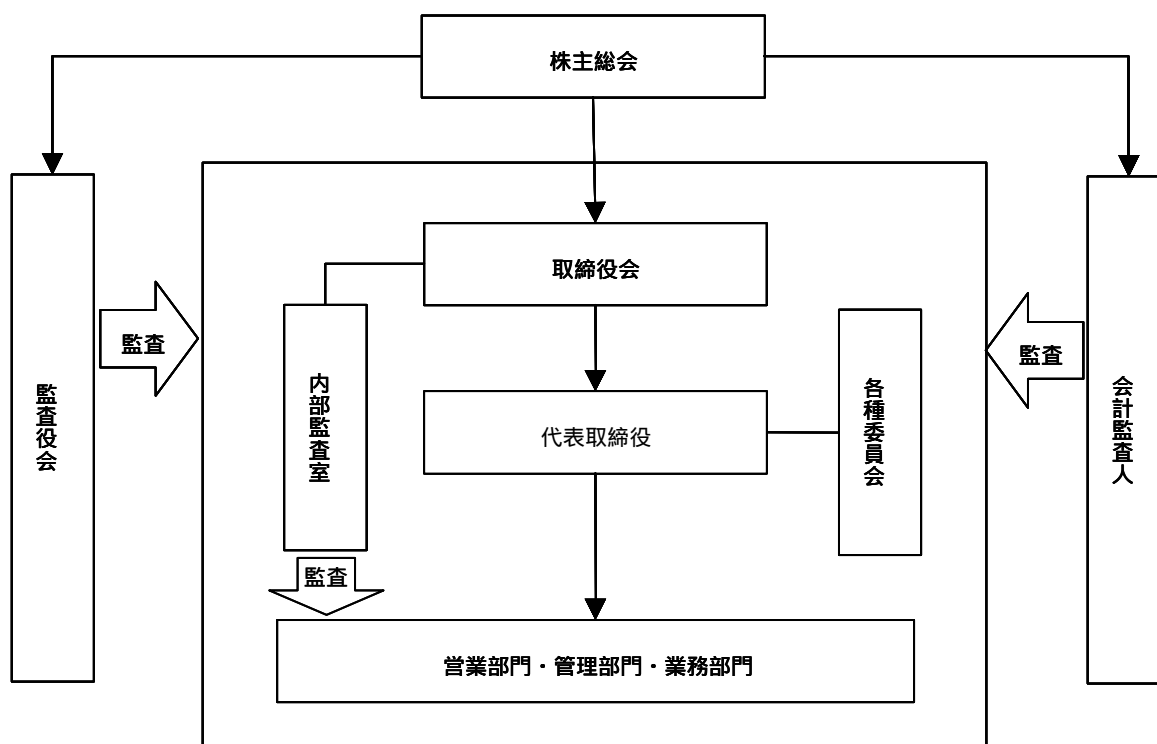 株主総会
取締役会
監査
監査
監査役会
内部監査室
代表取締役
各種委員会
会計監査人
監査
営業部門・管理部門・業務部門